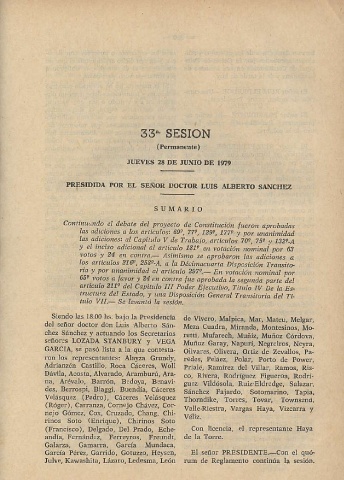 33ª SESION
(Permanente)
JUEVES 28 DE JUNIO DE 1979
PRESIDIDA POR EL SEÑOR DOCTOR LUIS ALBERTO SANCHEZ
SUMARIO
Continuando el debate del proyecto de Constitución fueron aprobadas
las adiciones a los artículos: 69º, 77º, 129º, 177º y por unanimidad
las adiciones: al Capítulo V de Trabajo, artículos 70º, 75º y 132º-A
y el inciso adicional al artículo 181º en votación nominal por 63
votos y 24 en contra.— Asimismo se aprobaron las adiciones a
los artículos 216º, 258º-A a la Décimacuarta Disposición Transito-
ria y por unanimidad el artículo 257º.— En votación nominal por
65 votos a favor y 24 en contra fue aprobada la segunda parte del
artículo 211º del Capítulo III Poder Ejecutivo, Título IV De la Es-
tructura del Estado, y una Disposición General Transitoria del Tí-
tulo VII.— Se levantó la sesión.
Siendo las 18.00 hs. bajo la Presidencia
del señor doctor don Luis Alberto Sán-
chez Sánchez y actuando los Secretarios
señores LOZADA STANBURY y VEGA
GARCIA, se pasó lista a la que contesta-
ron los representantes: Alayza Grundy,
Adrianzén Castillo, Roca Cáceres, Woll
Dávila, Acosta, Alvarado, Aramburú, Ara-
na, Arévalo, Barrón, Bedoya, Benavi-
des, Berrospi, Biaggi, Buendía, Cáceres
Velásquez (Pedro), Cáceres Velásquez
(Róger), Carranza, Cornejo Chávez, Cor-
nejo Gómez, Cox, Cruzado, Chang, Chi-
rinos Soto (Enrique), Chirinos Soto
(Francisco), Delgado, Del Prado, Eche-
andía, Fernández, Ferreyros, Freundt,
Galarza, Gamarra, García Mundaca,
García Pérez, Garrido, Gotuzzo, Heysen,
Julve, Kawashita, Lázaro, Ledesma, León
de Vivero, Malpica, Mar, Mateu, Melgar,
Meza Cuadra, Miranda, Montesinos, Mo-
rett, Mufarech, Muñiz, Muñoz Córdova,
Muñoz Garay, Napurí, Negreiros, Neyra,
Olivares, Olivera, Ortiz de Zevallos, Pa-
redes, Peláez, Polar, Porto de Power,
Prialé, Ramírez del Villar, Ramos, Ris-
co, Rivera, Rodríguez Figueroa, Rodrí-
guez Vildósola, Ruiz-Eldredge, Salazar,
Sánchez Fajardo, Sotomarino, Tapia,
Thorndike, Torres, Tovar, Townsend,
Valle-Riestra, Vargas Haya, Vizcarra y
Véliz.
Con licencia, el representante Haya
de la Torre.
El señor PRESIDENTE.—Con el quó-
rum de Reglamento continúa la sesión.